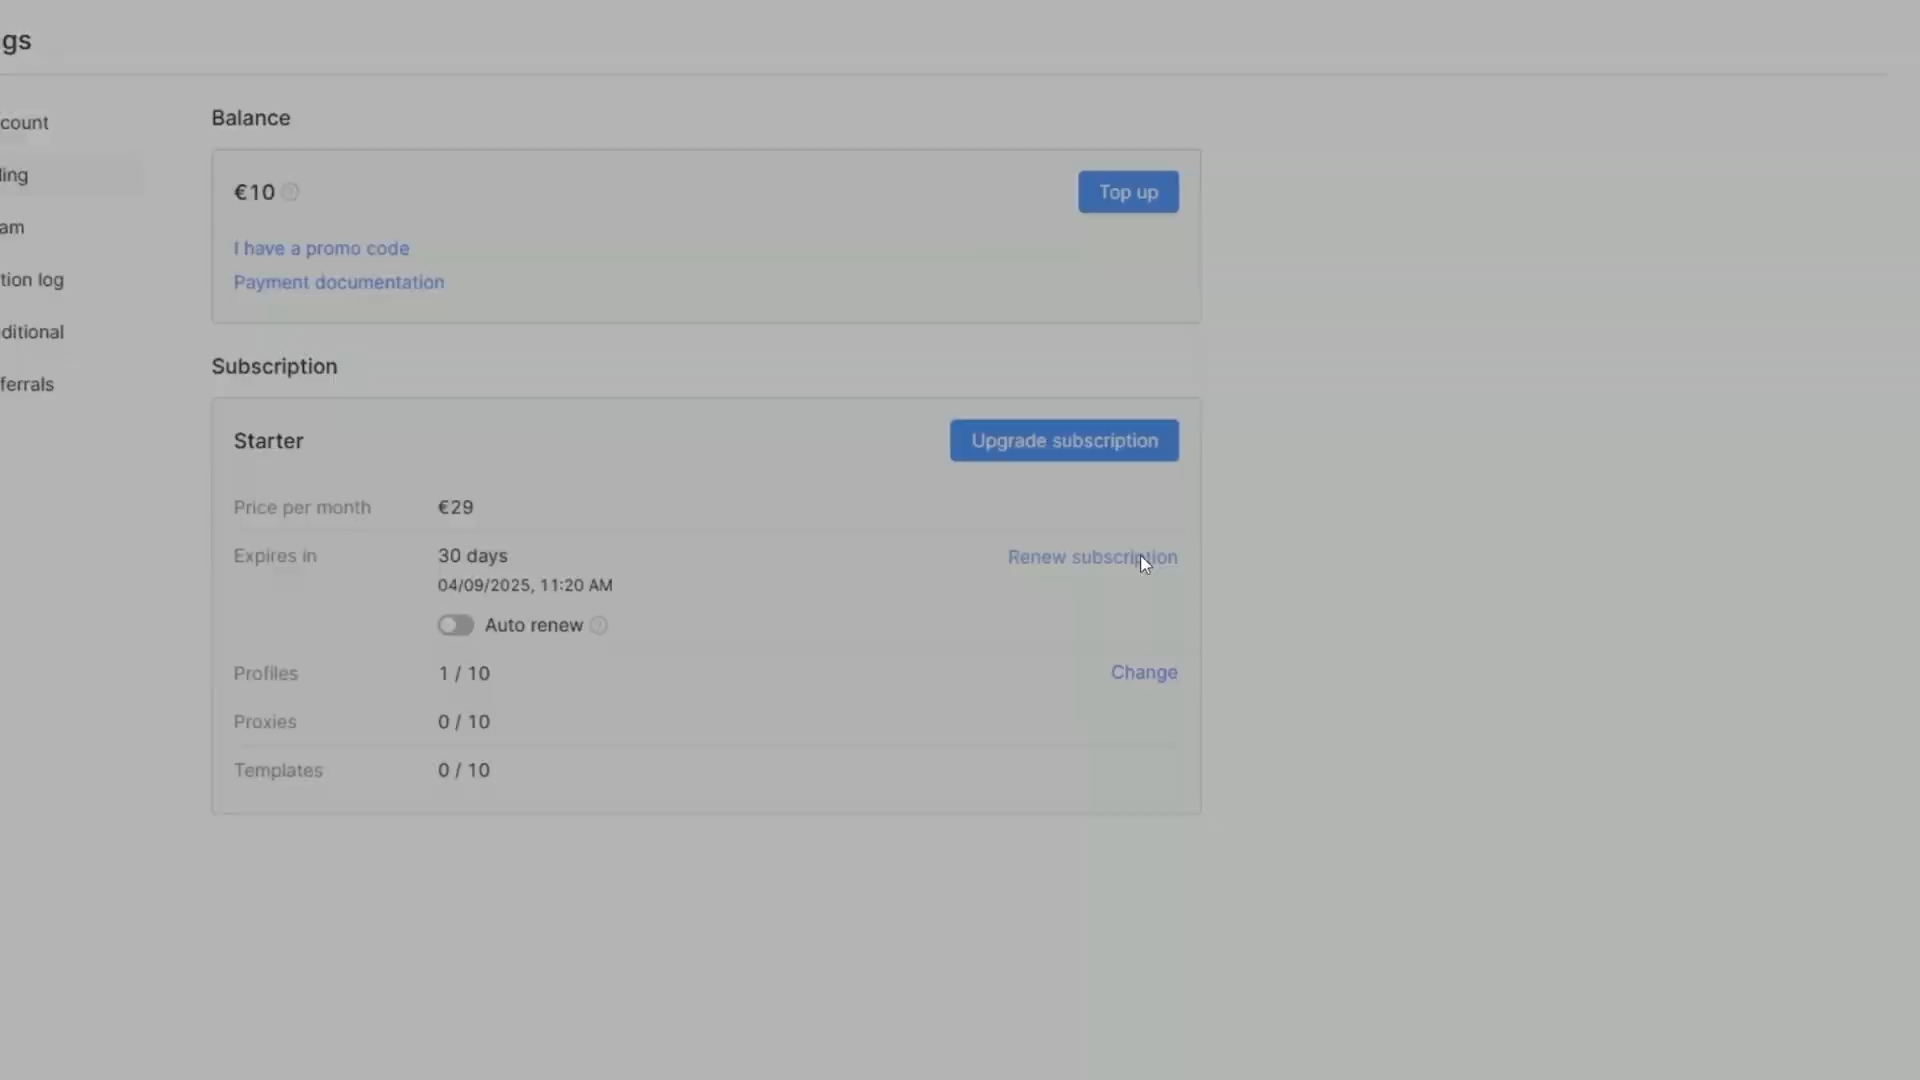 gs
count
ling
am
tion log
ditional
ferrals
Balance
€10
Top up
I have a promo code
Payment documentation
Subscription
Starter
Upgrade subscription
Price per month €29
Expires in 30 days Renew subscription
04/09/2025, 11:20 AM
Auto renew
Profiles 1 / 10 Change
Proxies 0 / 10
Templates 0 / 10